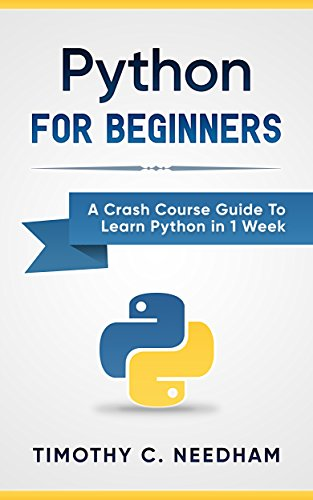 Python
FOR BEGINNERS
A Crash Course Guide To
Learn Python in 1 Week
TIMOTHY C. NEEDHAM